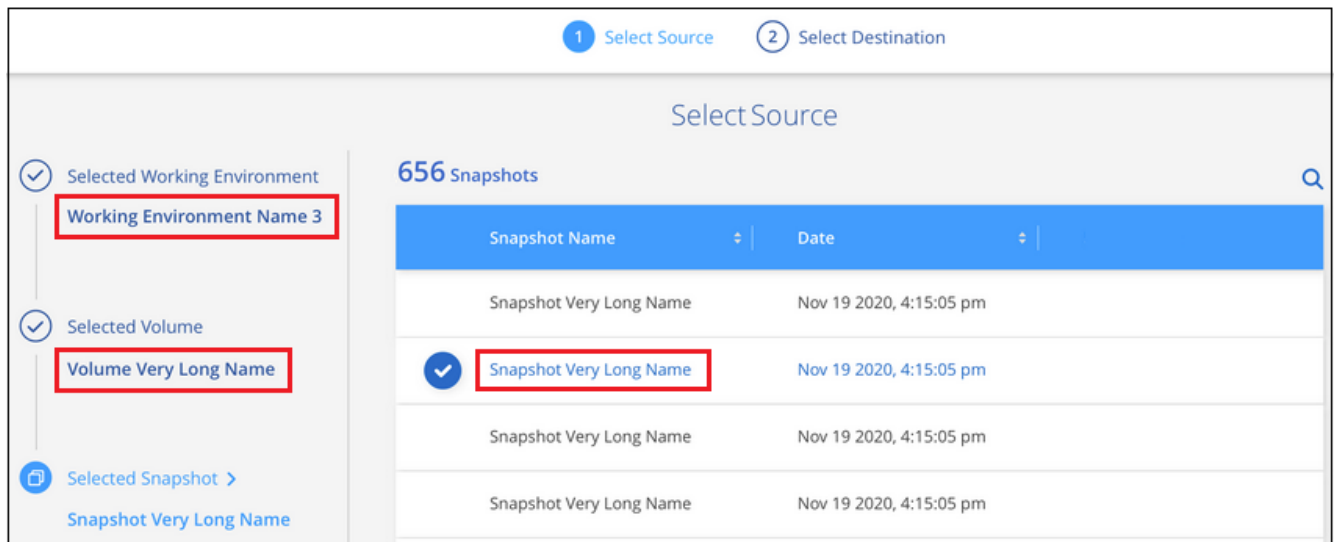 1 Select Source 2 Select Destination
Select Source
Selected Working Environment
Working Environment Name 3
Selected Volume
Volume Very Long Name
Selected Snapshot >
Snapshot Very Long Name
656 Snapshots
Snapshot Name Date
Snapshot Very Long Name Nov 19 2020, 4:15:05 pm
Snapshot Very Long Name Nov 19 2020, 4:15:05 pm
Snapshot Very Long Name Nov 19 2020, 4:15:05 pm
Snapshot Very Long Name Nov 19 2020, 4:15:05 pm